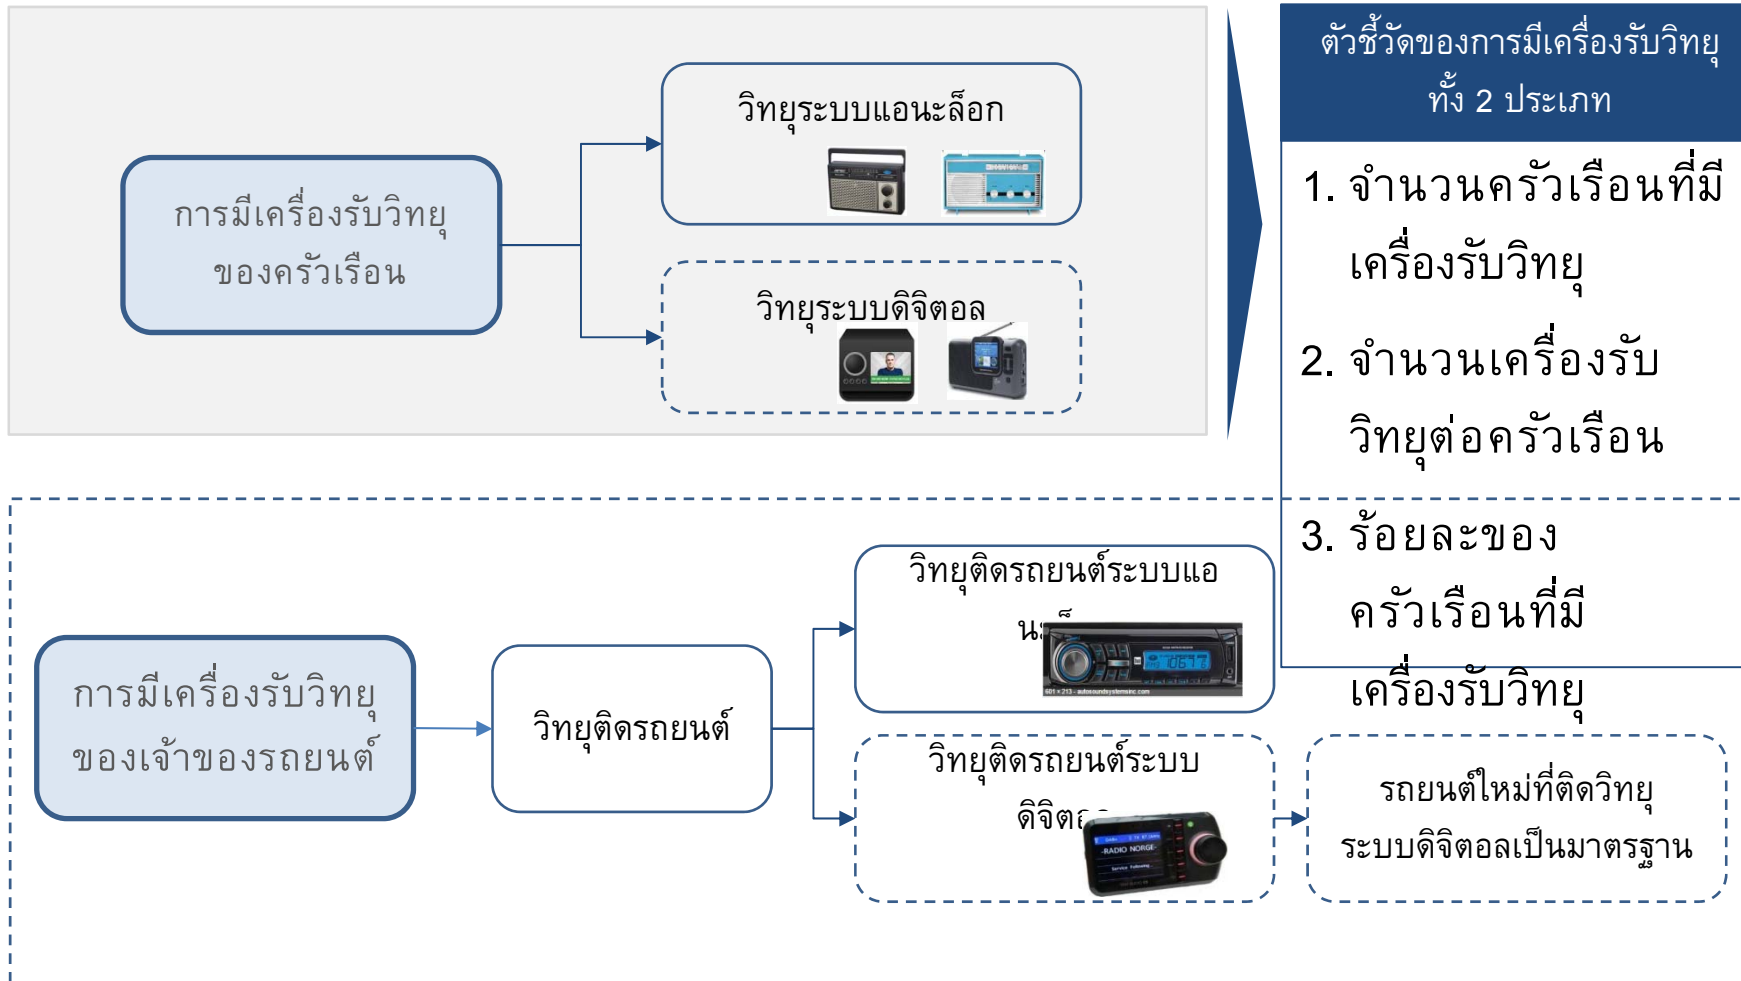 ตัวชี้วัดของการมีเครื่องรับวิทยุ
ทั้ง 2 ประเภท
วิทยุระบบแอนะล็อก
การมีเครื่องรับวิทยุ
ของครัวเรือน
วิทยุระบบดิจิตอล
1. จำนวนครัวเรือนที่มี
เครื่องรับวิทยุ
2. จำนวนเครื่องรับ
วิทยุต่อครัวเรือน
3. ร้อยละของ
ครัวเรือนที่มี
เครื่องรับวิทยุ
การมีเครื่องรับวิทยุ
ของเจ้าของรถยนต์
วิทยุติดรถยนต์
วิทยุติดรถยนต์ระบบแอ
106.7
601 × 213 - autosoundsystemsinc.com
วิทยุติดรถยนต์ระบบ
-RADIO NORGE-
Service Following
รถยนต์ใหม่ที่ติดวิทยุ
ระบบดิจิตอลเป็นมาตรฐาน